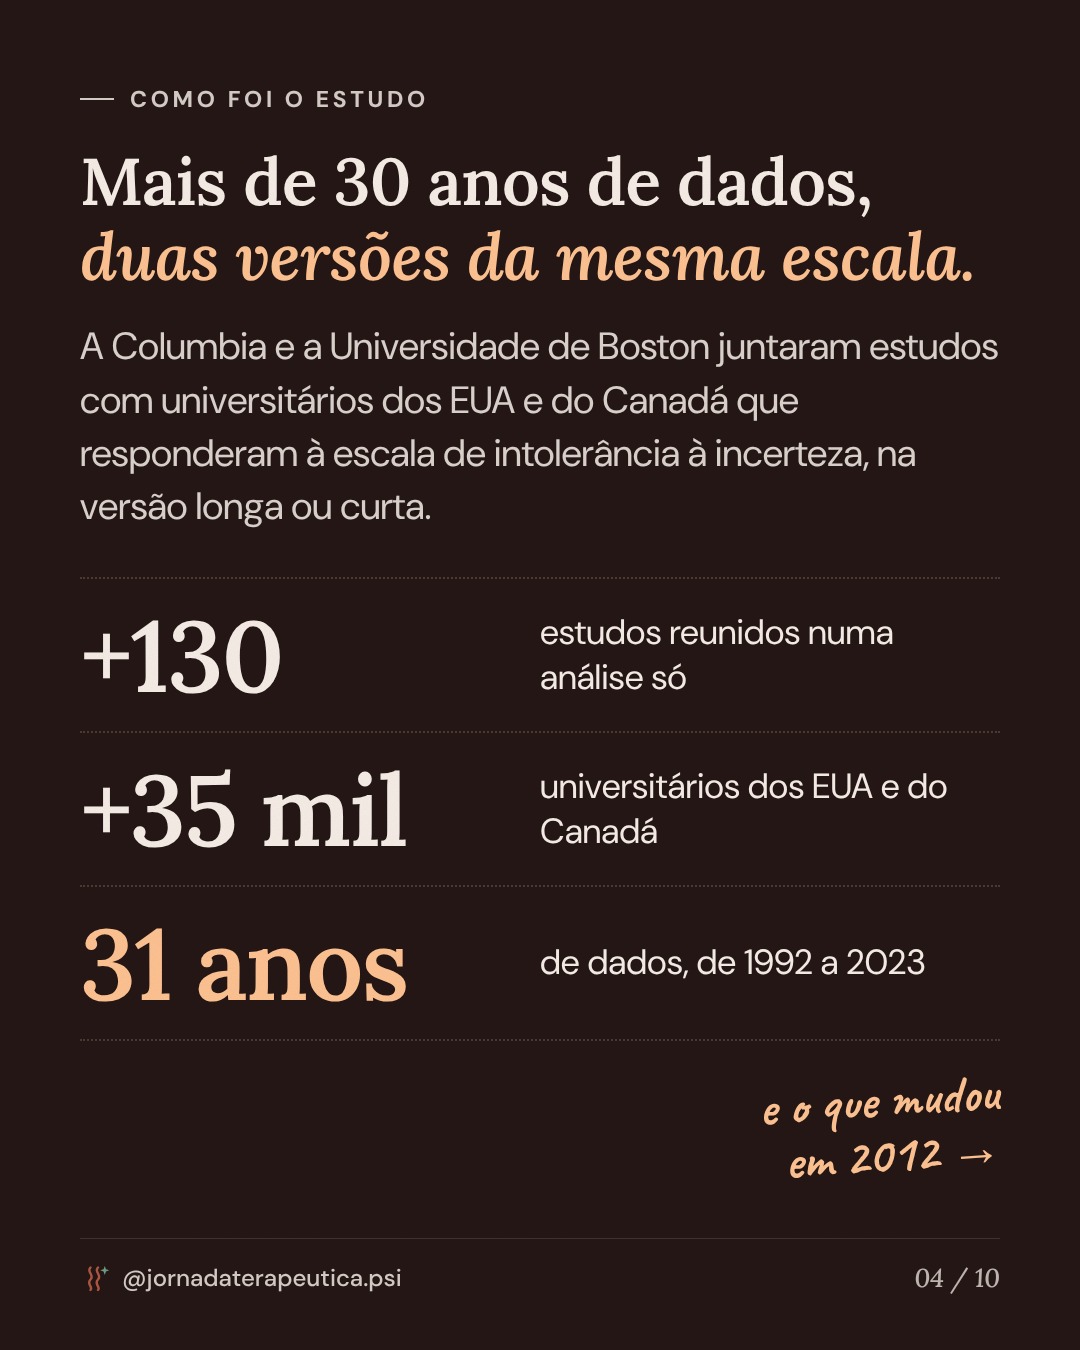 COMO FOI O ESTUDO
Mais de 30 anos de dados,
duas versões da mesma escala.
A Columbia e a Universidade de Boston juntaram estudos
com universitários dos EUA e do Canadá que
responderam à escala de intolerância à incerteza, na
versão longa ou curta.
+130
estudos reunidos numa
análise só
+35 mil
universitários dos EUA e do
Canadá
31 anos
de dados, de 1992 a 2023
e o que mudou
em 2012 →
@jornadaterapeutica.psi
04 / 10